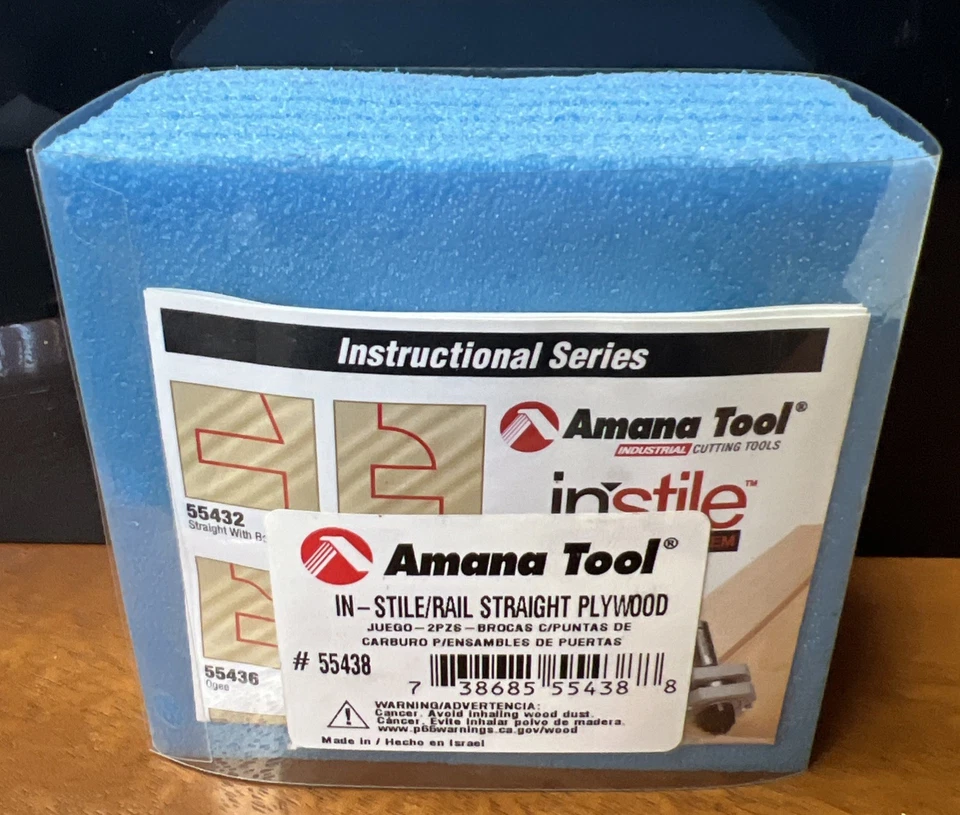 Instructional Series
Amana Tool®
INDUSTRIAL CUTTING TOOLS
in'stile™
55432
Straight With
55436
Ogee
Amana Tool®
IN-STILE/RAIL STRAIGHT PLYWOOD
JUEGO-2PZS-BROCAS C/PUNTAS DE
CARBURO P/ENSAMBLES DE PUERTAS
# 55438
7 38685 55438 8
WARNING/ADVERTENCIA:
Cancer. Avoid inhaling wood dust.
Cáncer. Evite inhalar polvo de madera.
www.p65warnings.ca.gov/wood
Made in / Hecho en Israel